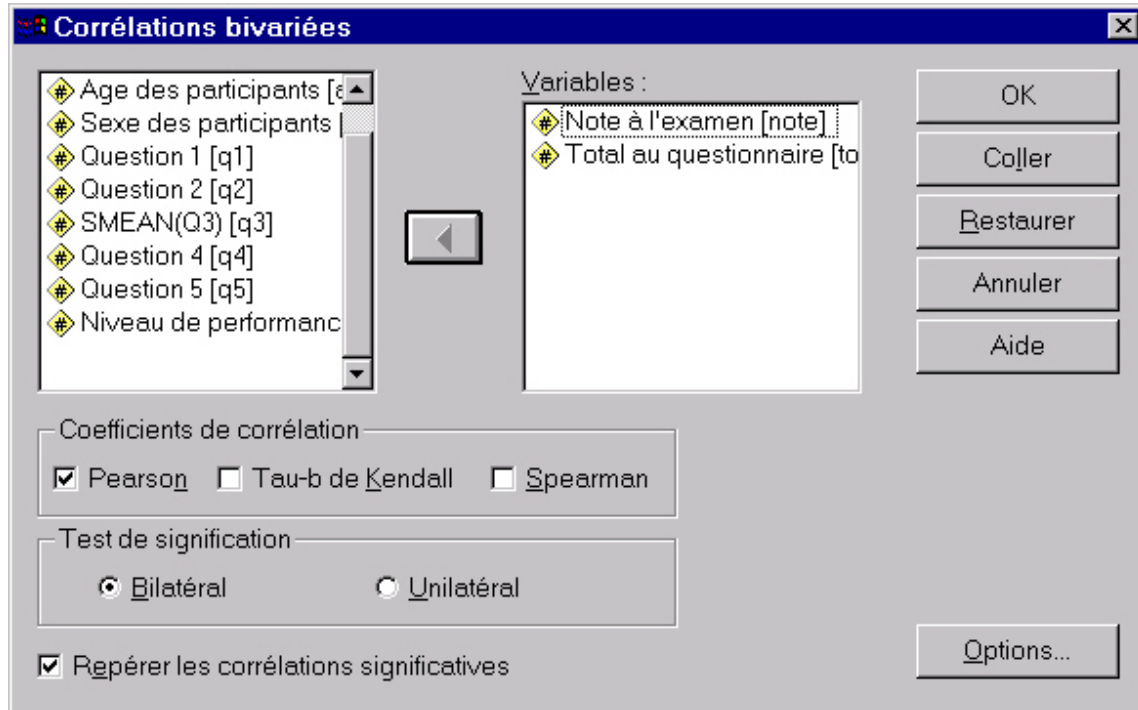 Corrélations bivariées
Age des participants [a
Sexe des participants [
Question 1 [q1]
Question 2 [q2]
SMEAN(Q3) [q3]
Question 4 [q4]
Question 5 [q5]
Niveau de performanc
Variables :
Note à l'examen [note]
Total au questionnaire [to
OK
Coller
Restaurer
Annuler
Aide
Coefficients de corrélation
Pearson Tau-b de Kendall Spearman
Test de signification
Bilatéral Unilatéral
Repérer les corrélations significatives
Options...